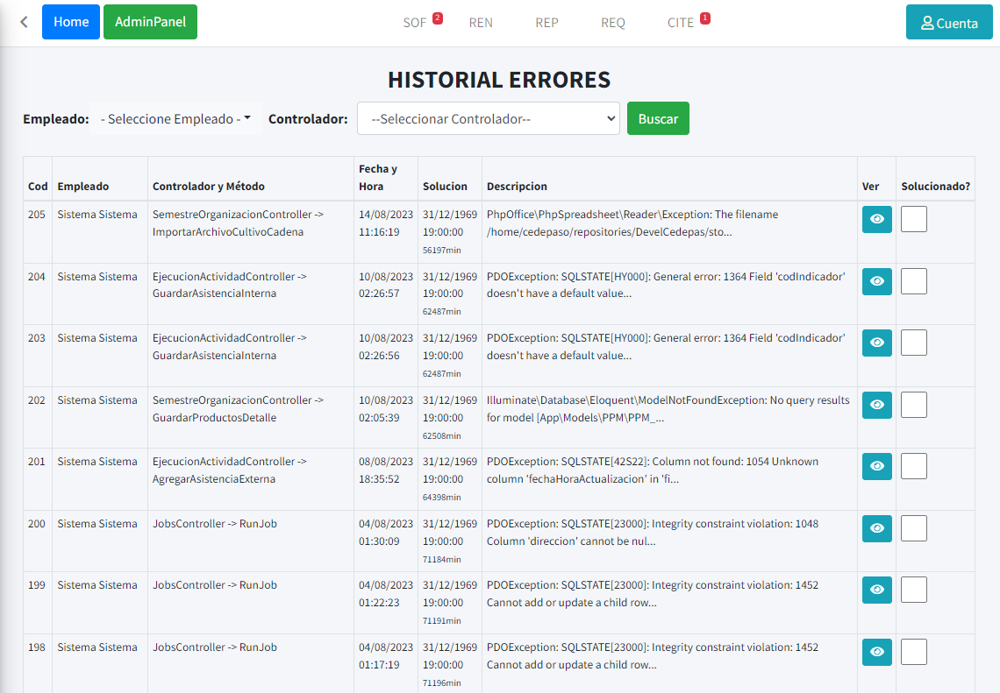 Home AdminPanel SOF 2 REN REP REQ CITE 1 Cuenta
HISTORIAL ERRORES
Empleado: - Seleccione Empleado - Controlador: --Seleccionar Controlador-- Buscar
Cod Empleado Controlador y Método Fecha y Hora Solucion Descripcion Ver Solucionado?
205 Sistema Sistema SemestreOrganizacionController -> 14/08/2023 31/12/1969 PhpOffice\PhpSpreadsheet\Reader\Exception: The filename
ImportarArchivoCultivoCadena 11:16:19 19:00:00 /home/cedepaso/repositories/DevelCedepas/sto...
56197min
204 Sistema Sistema EjecucionActividadController -> 10/08/2023 31/12/1969 PDOException: SQLSTATE[HY000]: General error: 1364 Field 'codIndicador'
GuardarAsistenciaInterna 02:26:57 19:00:00 doesn't have a default value...
62487min
203 Sistema Sistema EjecucionActividadController -> 10/08/2023 31/12/1969 PDOException: SQLSTATE[HY000]: General error: 1364 Field 'codIndicador'
GuardarAsistenciaInterna 02:26:56 19:00:00 doesn't have a default value...
62487min
202 Sistema Sistema SemestreOrganizacionController -> 10/08/2023 31/12/1969 Illuminate\Database\Eloquent\ModelNotFoundException: No query results
GuardarProductosDetalle 02:05:39 19:00:00 for model [App\Models\PPM\PPM_...
62508min
201 Sistema Sistema EjecucionActividadController -> 08/08/2023 31/12/1969 PDOException: SQLSTATE[42S22]: Column not found: 1054 Unknown
AgregarAsistenciaExterna 18:35:52 19:00:00 column 'fechaHoraActualizacion' in 'fi...
64398min
200 Sistema Sistema JobsController -> RunJob 04/08/2023 31/12/1969 PDOException: SQLSTATE[23000]: Integrity constraint violation: 1048
01:30:09 19:00:00 Column 'direccion' cannot be nul...
71184min
199 Sistema Sistema JobsController -> RunJob 04/08/2023 31/12/1969 PDOException: SQLSTATE[23000]: Integrity constraint violation: 1452
01:22:23 19:00:00 Cannot add or update a child row...
71191min
198 Sistema Sistema JobsController -> RunJob 04/08/2023 31/12/1969 PDOException: SQLSTATE[23000]: Integrity constraint violation: 1452
01:17:19 19:00:00 Cannot add or update a child row...
71196min